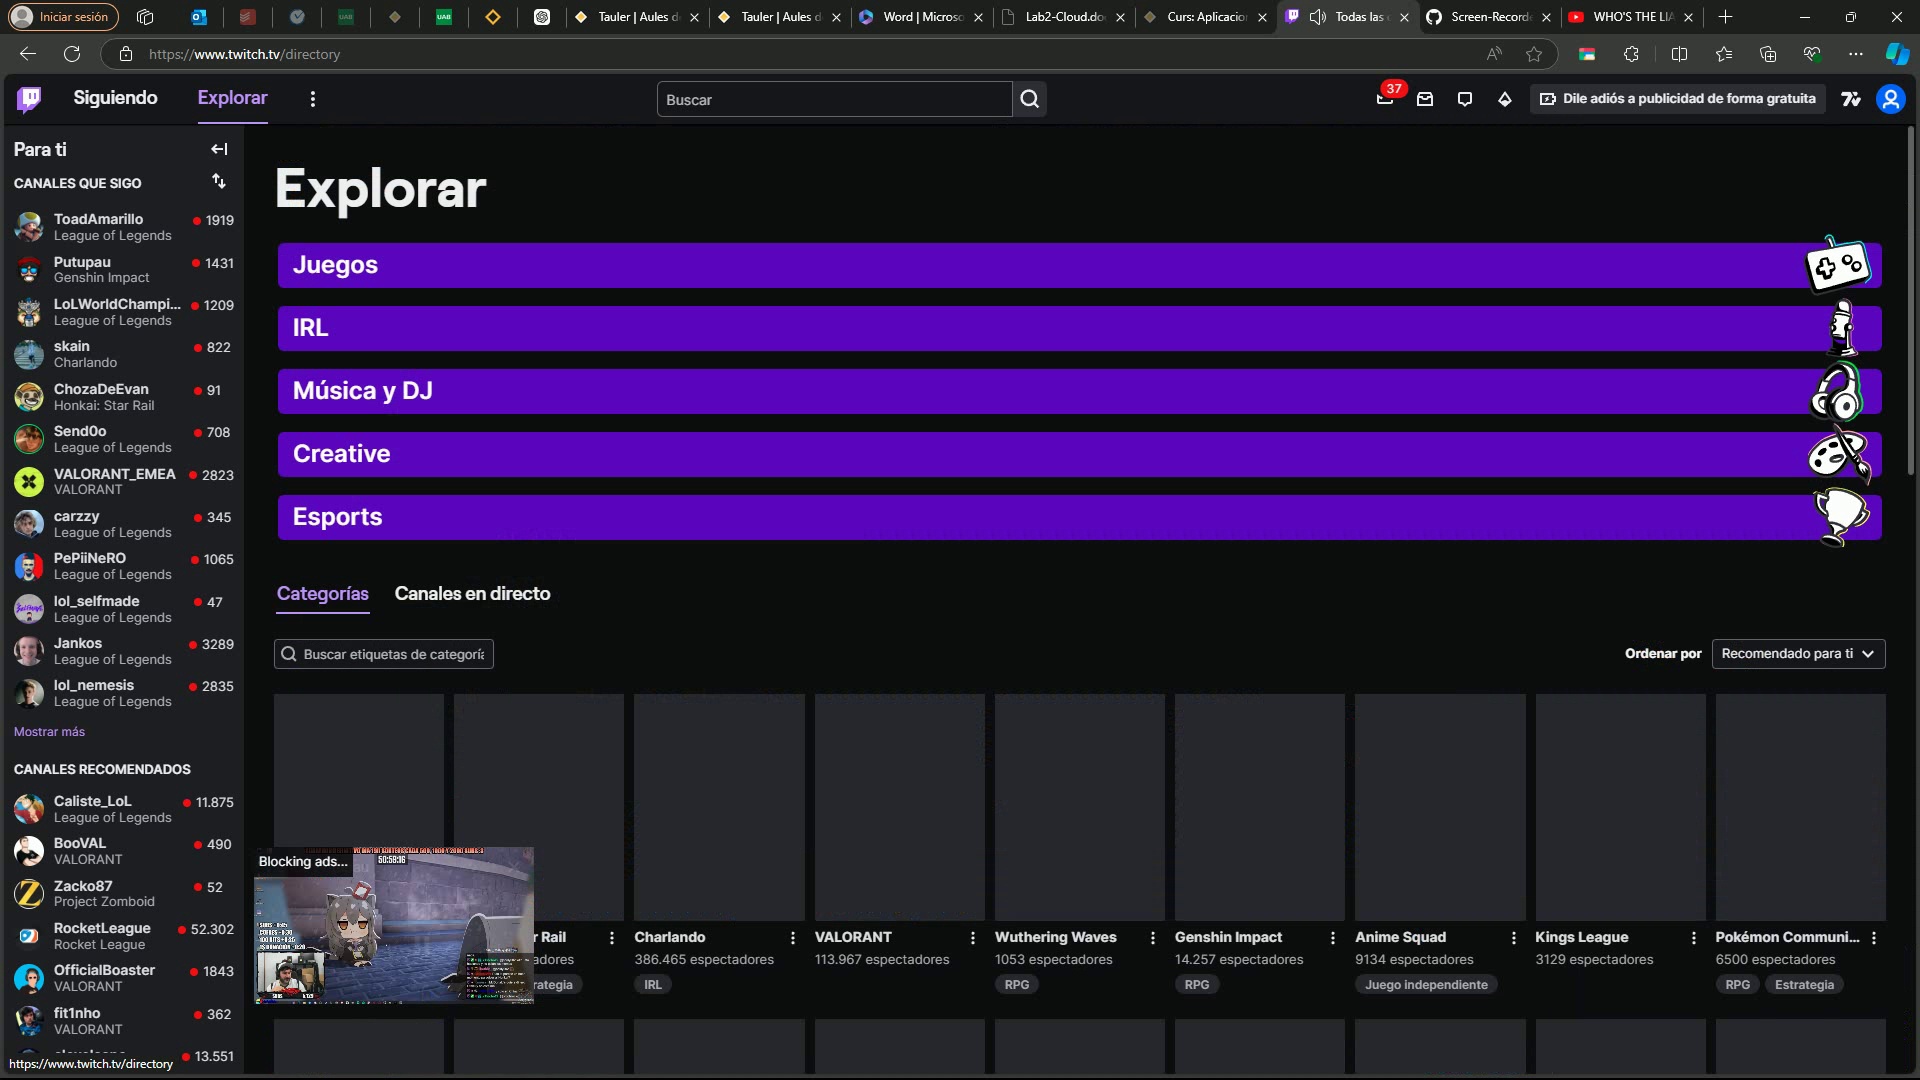 Iniciar sesión
Tauler | Aules de
Tauler | Aules de
Word | Microso
Lab2-Cloud.do
Curs: Aplicacion
Todas las c
Screen-Record
WHO'S THE LIA
https://www.twitch.tv/directory
Siguiendo
Explorar
Buscar
37
Dile adiós a publicidad de forma gratuita
Para ti
CANALES QUE SIGO
ToadAmarillo
1919
League of Legends
Putupau
1431
Genshin Impact
LoLWorldChampi...
1209
League of Legends
skain
822
Charlando
ChozaDeEvan
91
Honkai: Star Rail
Send0o
708
League of Legends
VALORANT_EMEA
2823
VALORANT
carzzy
345
League of Legends
PePiiNeRO
1065
League of Legends
lol_selfmade
47
League of Legends
Jankos
3289
League of Legends
lol_nemesis
2835
League of Legends
Mostrar más
CANALES RECOMENDADOS
Caliste_LoL
11.875
League of Legends
BooVAL
490
VALORANT
Zacko87
52
Project Zomboid
RocketLeague
52.302
Rocket League
OfficialBoaster
1843
VALORANT
fit1nho
362
VALORANT
13.551
https://www.twitch.tv/directory
Explorar
Juegos
IRL
Música y DJ
Creative
Esports
Categorías
Canales en directo
Buscar etiquetas de categoría
Ordenar por
Recomendado para ti
Blocking ads...
50:59:16
r Rail
adores
rategia
Charlando
386.465 espectadores
IRL
VALORANT
113.967 espectadores
Wuthering Waves
1053 espectadores
RPG
Genshin Impact
14.257 espectadores
RPG
Anime Squad
9134 espectadores
Juego independiente
Kings League
3129 espectadores
Pokémon Communi...
6500 espectadores
RPG
Estrategia